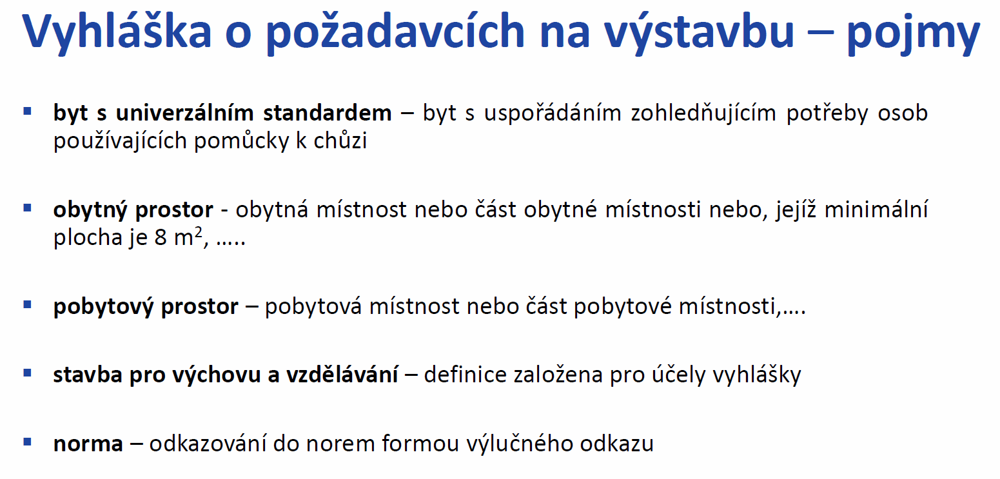 Vyhláška o požadavcích na výstavbu – pojmy
▪ byt s univerzálním standardem – byt s uspořádáním zohledňujícím potřeby osob
používajících pomůcky k chůzi
▪ obytný prostor - obytná místnost nebo část obytné místnosti nebo, jejíž minimální
plocha je 8 m², …..
▪ pobytový prostor – pobytová místnost nebo část pobytové místnosti,….
▪ stavba pro výchovu a vzdělávání – definice založena pro účely vyhlášky
▪ norma – odkazování do norem formou výlučného odkazu